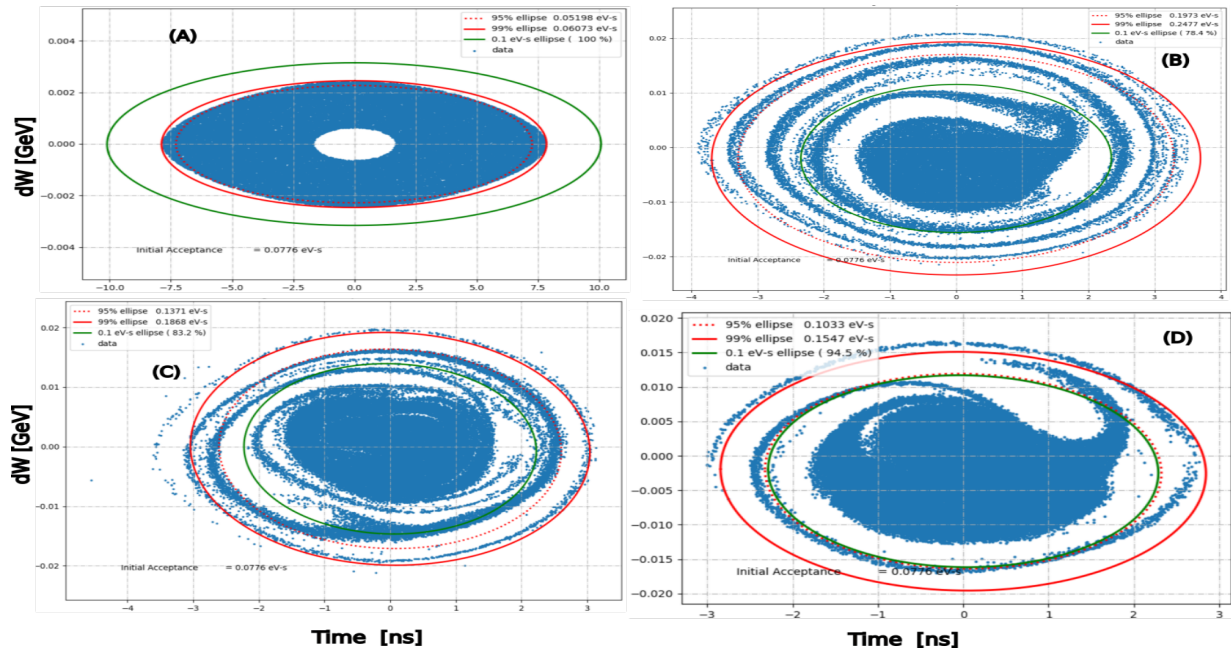 (A)
95% ellipse 0.05198 eV-s
99% ellipse 0.06073 eV-s
0.1 eV-s ellipse ( 100 %)
data
0.004
0.002
0.000
−0.002
−0.004
dW [GeV]
Initial Acceptance = 0.0776 eV-s
−10.0 −7.5 −5.0 −2.5 0.0 2.5 5.0 7.5 10.0
95% ellipse 0.1973 eV-s
99% ellipse 0.2477 eV-s
0.1 eV-s ellipse ( 78.4 %)
data
(B)
0.02
0.01
0.00
−0.01
−0.02
Initial Acceptance = 0.0776 eV-s
−4 −3 −2 −1 0 1 2 3 4
95% ellipse 0.1371 eV-s
99% ellipse 0.1868 eV-s
0.1 eV-s ellipse ( 83.2 %)
data
(C)
0.02
0.01
0.00
−0.01
−0.02
dW [GeV]
Initial Acceptance = 0.0776 eV-s
−4 −3 −2 −1 0 1 2 3
Time [ns]
95% ellipse 0.1033 eV-s
99% ellipse 0.1547 eV-s
0.1 eV-s ellipse ( 94.5 %)
data
(D)
0.020
0.015
0.010
0.005
0.000
−0.005
−0.010
−0.015
−0.020
Initial Acceptance = 0.0776 eV-s
−3 −2 −1 0 1 2 3
Time [ns]